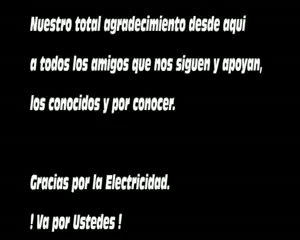 Nuestro total agradecimiento desde aqui
a todos los amigos que nos siguen y apoyan,
los conocidos y por conocer.
Gracias por la Electricidad.
! Va por Ustedes !